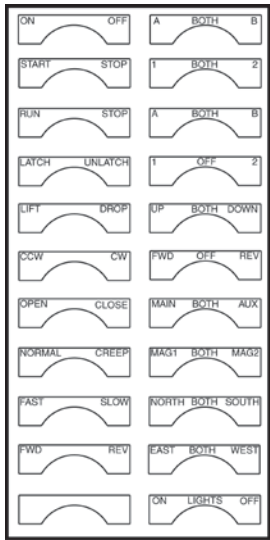 ON OFF A BOTH B
START STOP 1 BOTH 2
RUN STOP A BOTH B
LATCH UNLATCH 1 OFF 2
LIFT DROP UP BOTH DOWN
CCW CW FWD OFF REV
OPEN CLOSE MAIN BOTH AUX
NORMAL CREEP MAG1 BOTH MAG2
FAST SLOW NORTH BOTH SOUTH
FWD REV EAST BOTH WEST
ON LIGHTS OFF